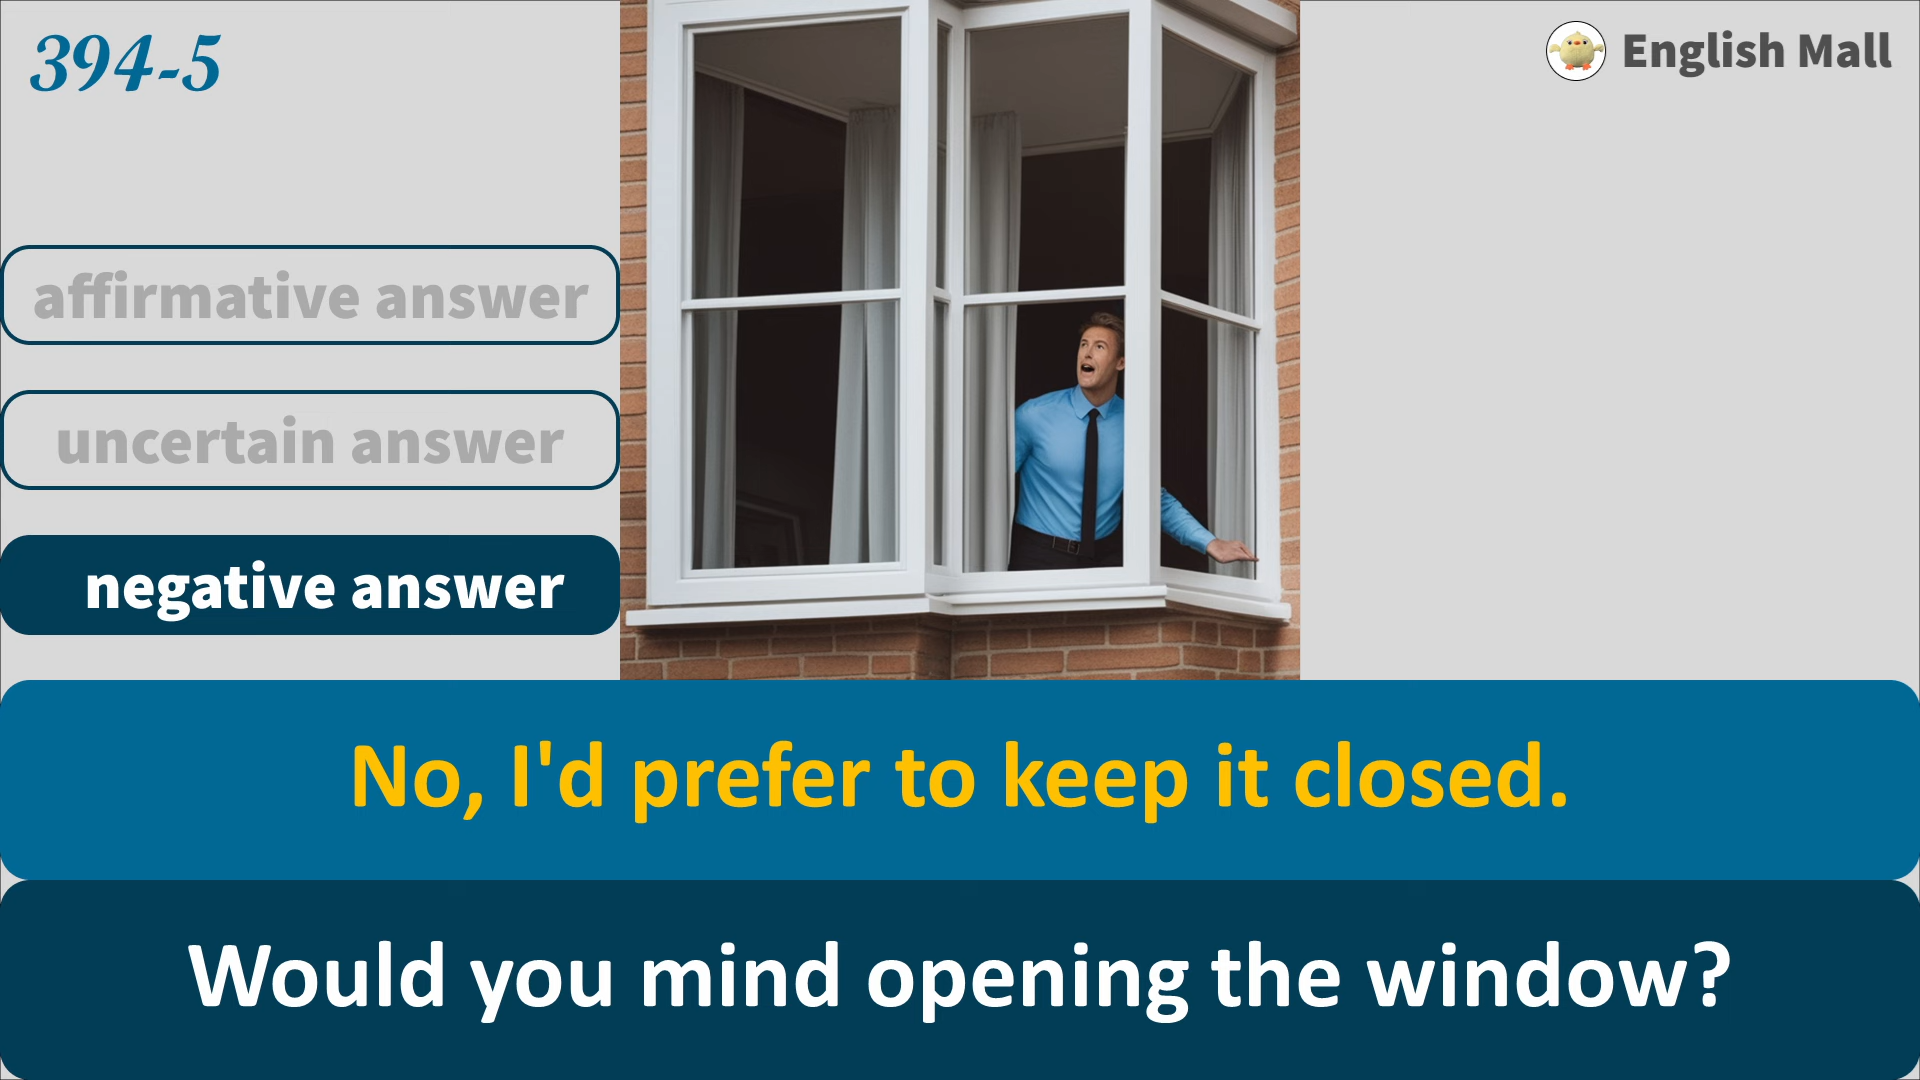 394-5
English Mall
affirmative answer
uncertain answer
negative answer
No, I'd prefer to keep it closed.
Would you mind opening the window?